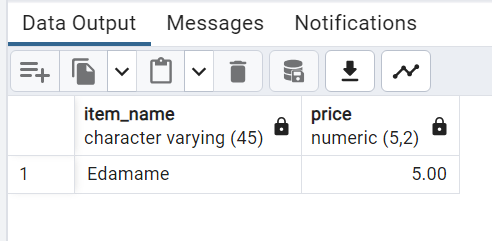 Data Output Messages Notifications
item_name price
character varying (45) numeric (5,2)
1 Edamame 5.00